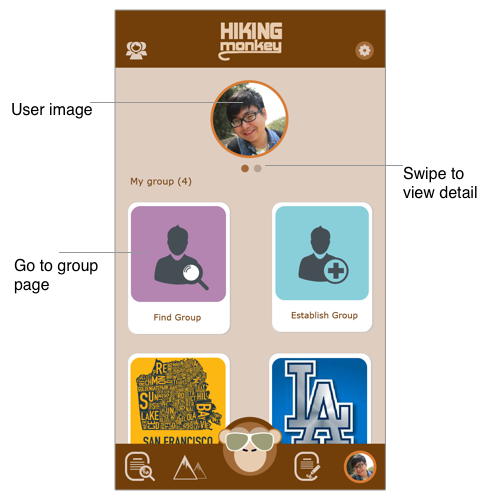 HIKING
monkey
User image
Swipe to
view detail
My group (4)
Go to group
page
Find Group
Establish Group
SAN FRANCISCO
LA